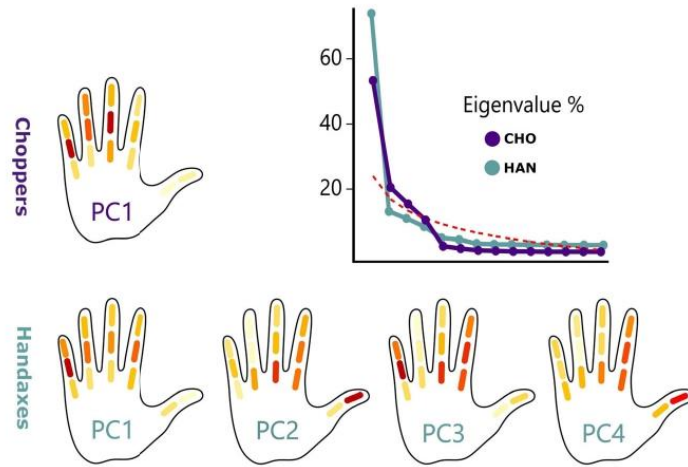 Choppers
PC1
60
40
20
Eigenvalue %
CHO
HAN
Handaxes
PC1
PC2
PC3
PC4